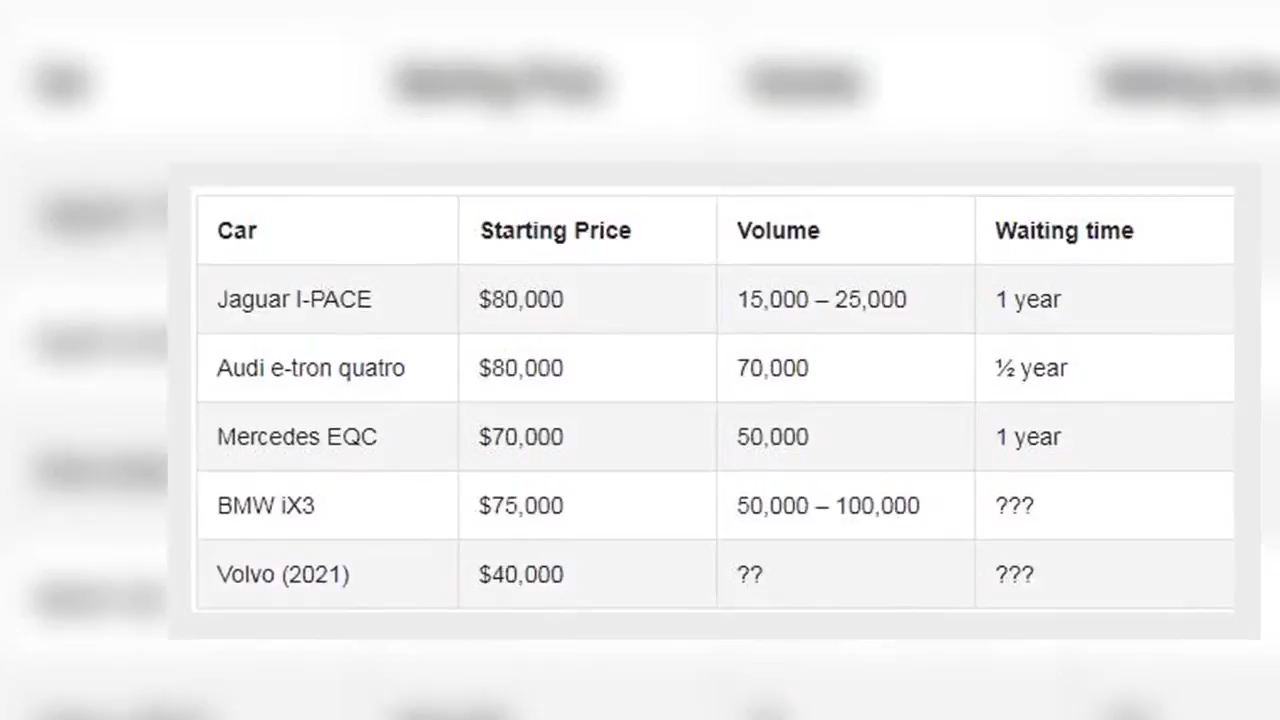 Car Starting Price Volume Waiting time
Jaguar I-PACE $80,000 15,000 – 25,000 1 year
Audi e-tron quatro $80,000 70,000 ½ year
Mercedes EQC $70,000 50,000 1 year
BMW iX3 $75,000 50,000 – 100,000 ???
Volvo (2021) $40,000 ?? ???